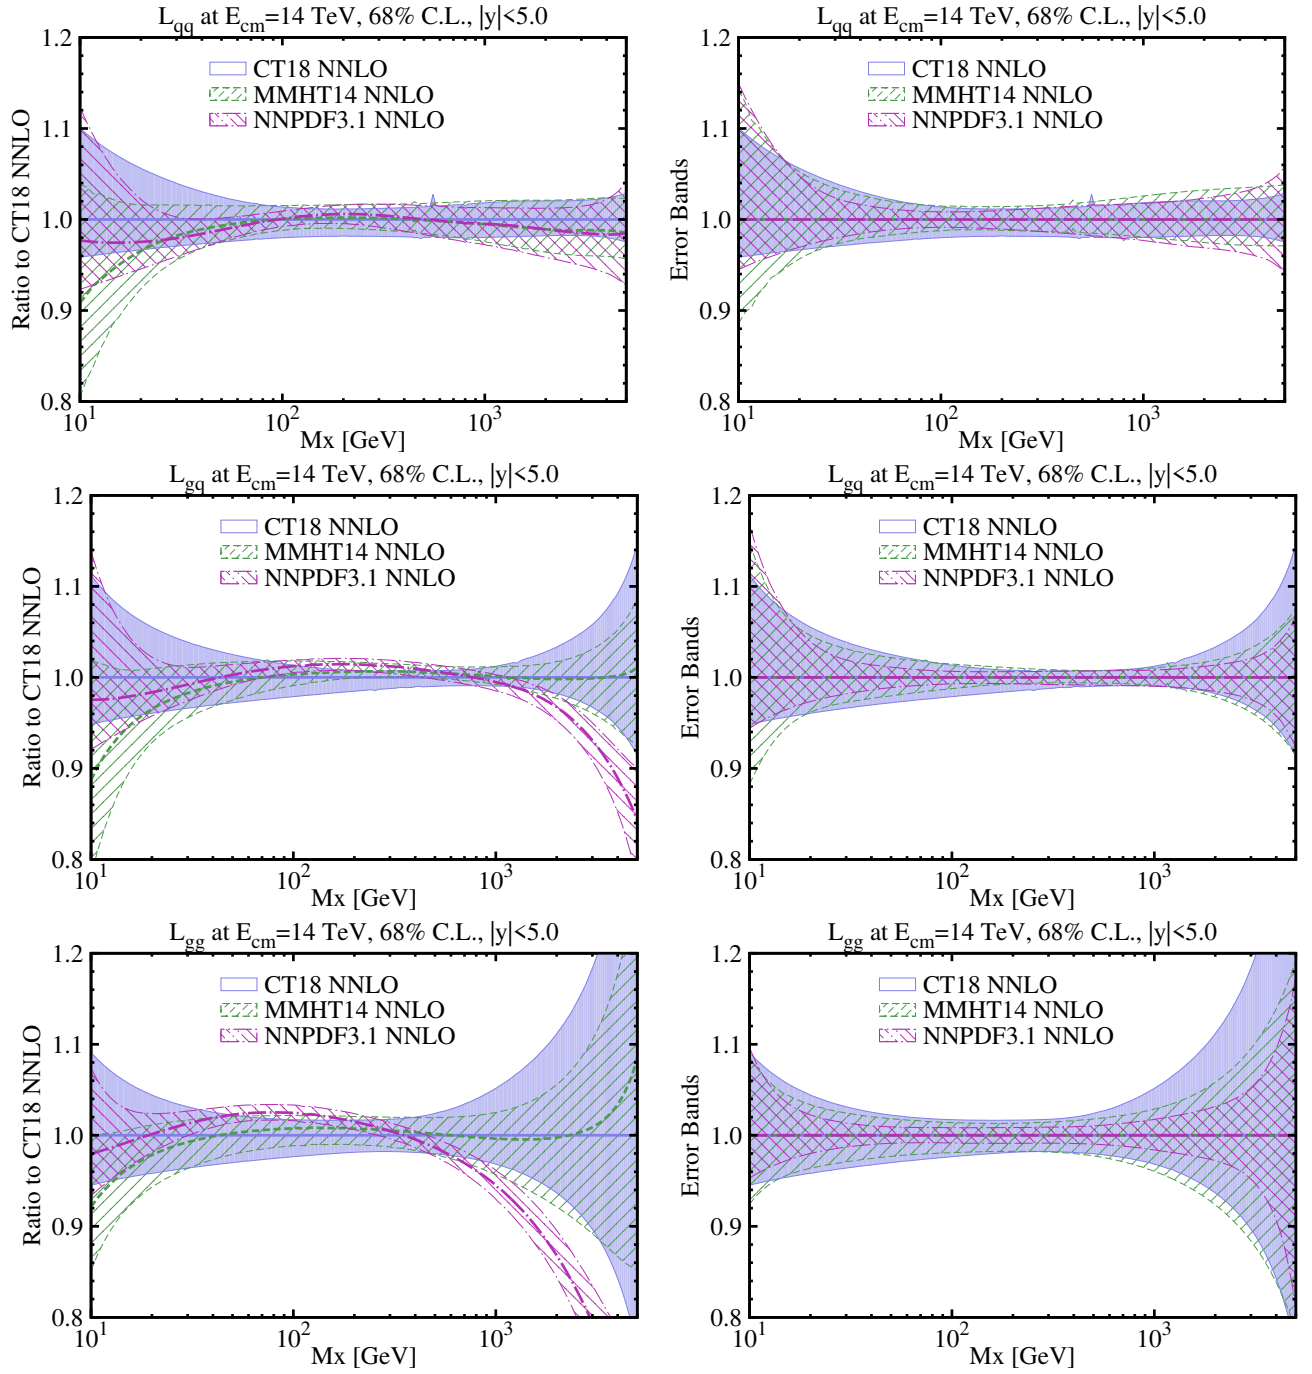 L_qq at E_cm=14 TeV, 68% C.L., |y|<5.0
1.2
1.1
1.0
0.9
0.8
Ratio to CT18 NNLO
CT18 NNLO
MMHT14 NNLO
NNPDF3.1 NNLO
10^1
10^2
10^3
Mx [GeV]
L_qq at E_cm=14 TeV, 68% C.L., |y|<5.0
1.2
1.1
1.0
0.9
0.8
Error Bands
CT18 NNLO
MMHT14 NNLO
NNPDF3.1 NNLO
10^1
10^2
10^3
Mx [GeV]
L_gq at E_cm=14 TeV, 68% C.L., |y|<5.0
1.2
1.1
1.0
0.9
0.8
Ratio to CT18 NNLO
CT18 NNLO
MMHT14 NNLO
NNPDF3.1 NNLO
10^1
10^2
10^3
Mx [GeV]
L_gq at E_cm=14 TeV, 68% C.L., |y|<5.0
1.2
1.1
1.0
0.9
0.8
Error Bands
CT18 NNLO
MMHT14 NNLO
NNPDF3.1 NNLO
10^1
10^2
10^3
Mx [GeV]
L_gg at E_cm=14 TeV, 68% C.L., |y|<5.0
1.2
1.1
1.0
0.9
0.8
Ratio to CT18 NNLO
CT18 NNLO
MMHT14 NNLO
NNPDF3.1 NNLO
10^1
10^2
10^3
Mx [GeV]
L_gg at E_cm=14 TeV, 68% C.L., |y|<5.0
1.2
1.1
1.0
0.9
0.8
Error Bands
CT18 NNLO
MMHT14 NNLO
NNPDF3.1 NNLO
10^1
10^2
10^3
Mx [GeV]